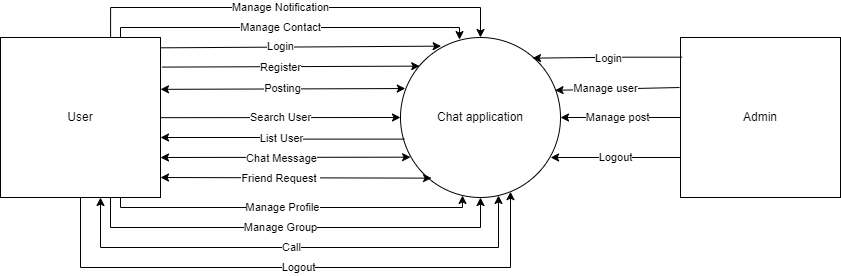 Manage Notification
Manage Contact
Login
Register
Posting
Search User
List User
Chat Message
Friend Request
Manage Profile
Manage Group
Call
Logout
User
Chat application
Login
Manage user
Manage post
Logout
Admin